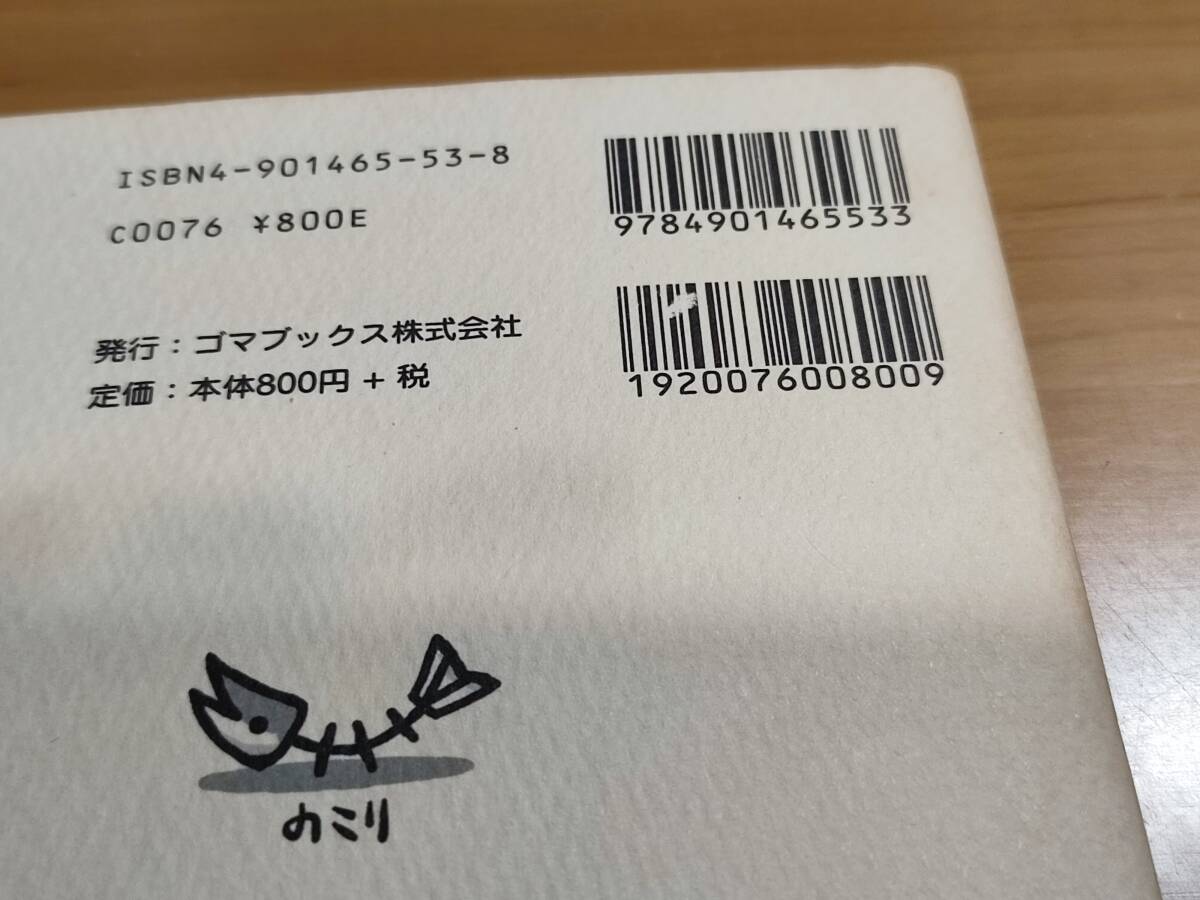 ISBN4-901465-53-8
C0076 ¥800E
9784901465533
1920076008009
発行：ゴマブックス株式会社
定価：本体800円 + 税
のこり